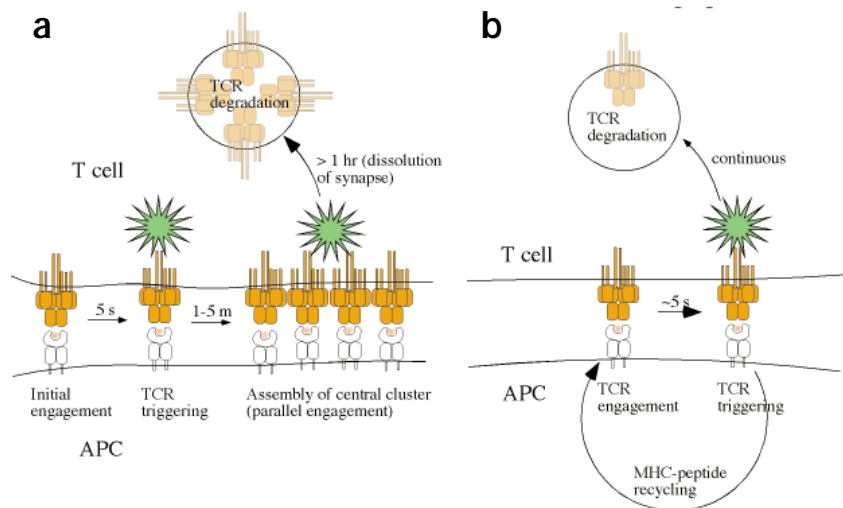 a
TCR
degradation
> 1 hr (dissolution
of synapse)
T cell
5 s
1-5 m
Initial
engagement
TCR
triggering
Assembly of central cluster
(parallel engagement)
APC
b
TCR
degradation
continuous
T cell
~5 s
APC
TCR
engagement
TCR
triggering
MHC-peptide
recycling